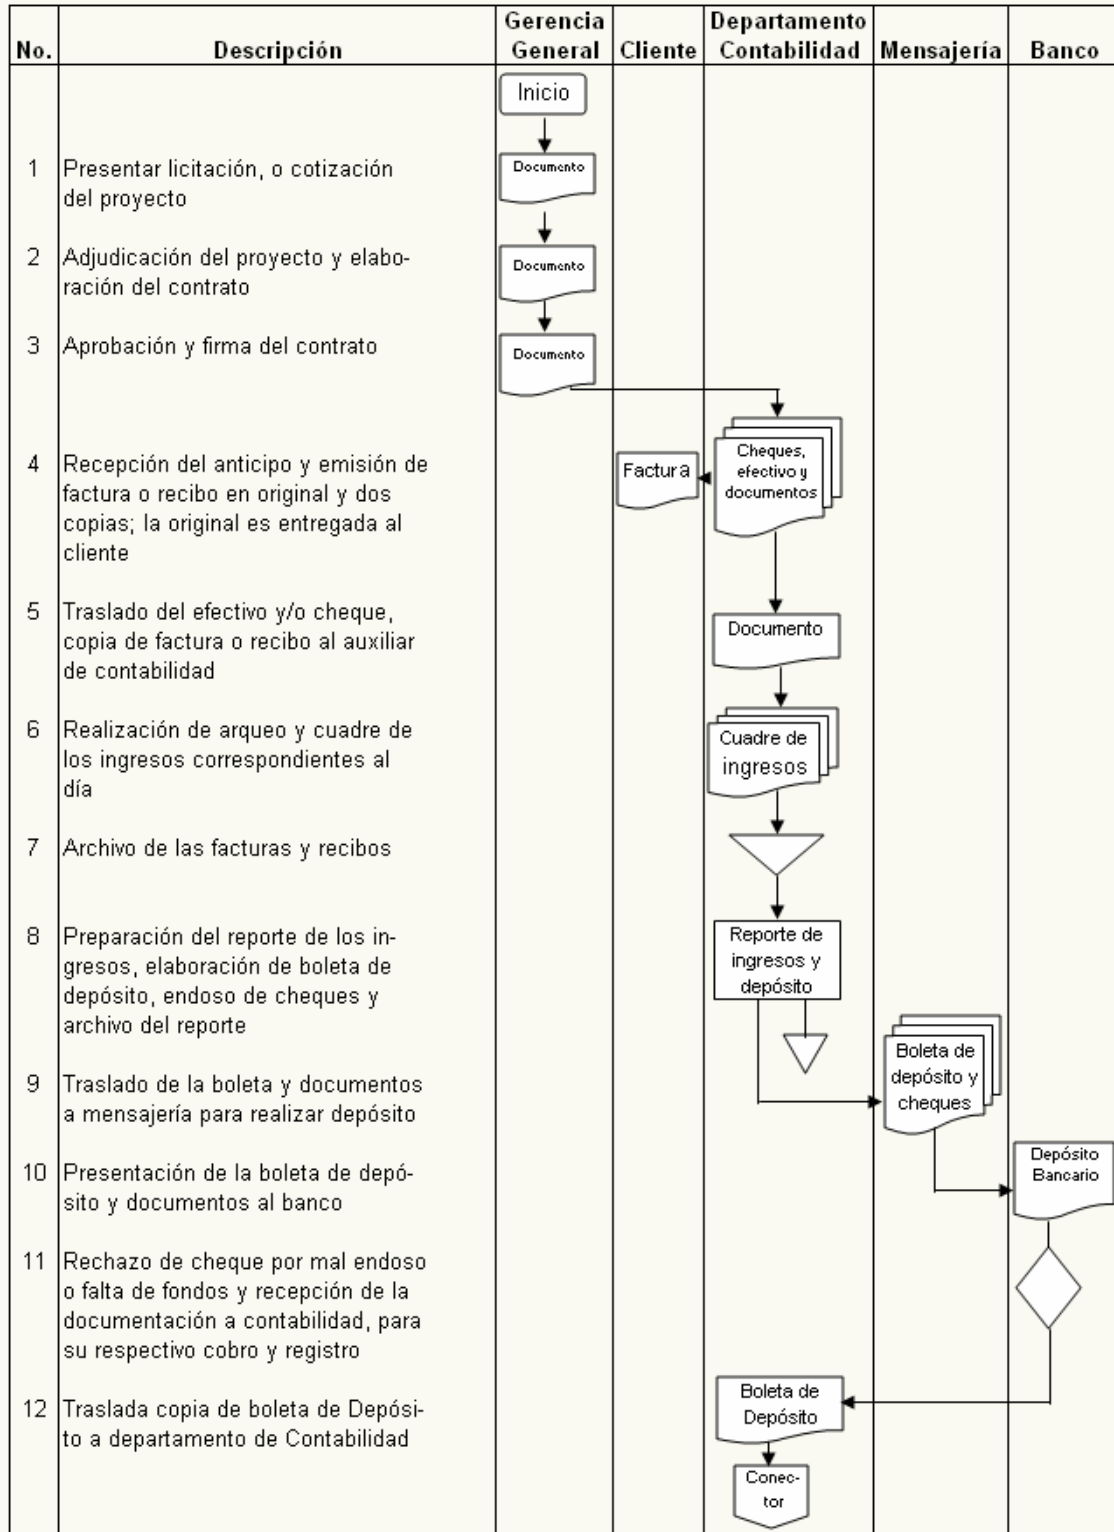 No.
Descripción
Gerencia
General
Cliente
Departamento
Contabilidad
Mensajería
Banco
Inicio
1
Presentar licitación, o cotización
del proyecto
Documento
2
Adjudicación del proyecto y elabo-
ración del contrato
Documento
3
Aprobación y firma del contrato
Documento
4
Recepción del anticipo y emisión de
factura o recibo en original y dos
copias; la original es entregada al
cliente
Factura
Cheques,
efectivo y
documentos
5
Traslado del efectivo y/o cheque,
copia de factura o recibo al auxiliar
de contabilidad
Documento
6
Realización de arqueo y cuadre de
los ingresos correspondientes al
día
Cuadre de
ingresos
7
Archivo de las facturas y recibos
8
Preparación del reporte de los in-
gresos, elaboración de boleta de
depósito, endoso de cheques y
archivo del reporte
Reporte de
ingresos y
depósito
9
Traslado de la boleta y documentos
a mensajería para realizar depósito
Boleta de
depósito y
cheques
10
Presentación de la boleta de depó-
sito y documentos al banco
Depósito
Bancario
11
Rechazo de cheque por mal endoso
o falta de fondos y recepción de la
documentación a contabilidad, para
su respectivo cobro y registro
12
Traslada copia de boleta de Depósi-
to a departamento de Contabilidad
Boleta de
Depósito
Conec-
tor